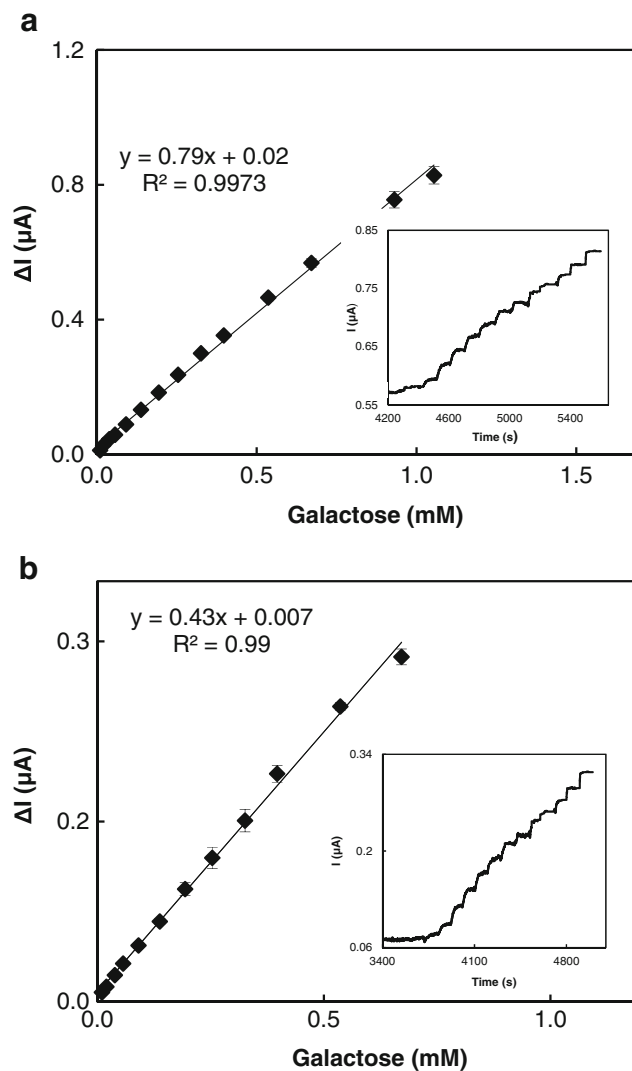 a
1.2
y = 0.79x + 0.02
R² = 0.9973
0.8
ΔI (µA)
0.4
0.0
0.0 0.5 1.0 1.5
Galactose (mM)
0.85
0.75
I (µA)
0.65
0.55
4200 4600 5000 5400
Time (s)
b
y = 0.43x + 0.007
R² = 0.99
0.3
ΔI (µA)
0.2
0.0
0.0 0.5 1.0
Galactose (mM)
0.34
I (µA)
0.2
0.06
3400 4100 4800
Time (s)